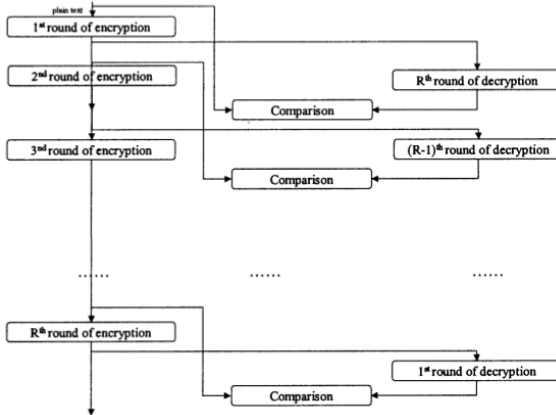 plain text
1st round of encryption
2nd round of encryption
Rth round of decryption
Comparison
3nd round of encryption
(R-1)th round of decryption
Comparison
...... ...... ......
Rth round of encryption
1st round of decryption
Comparison